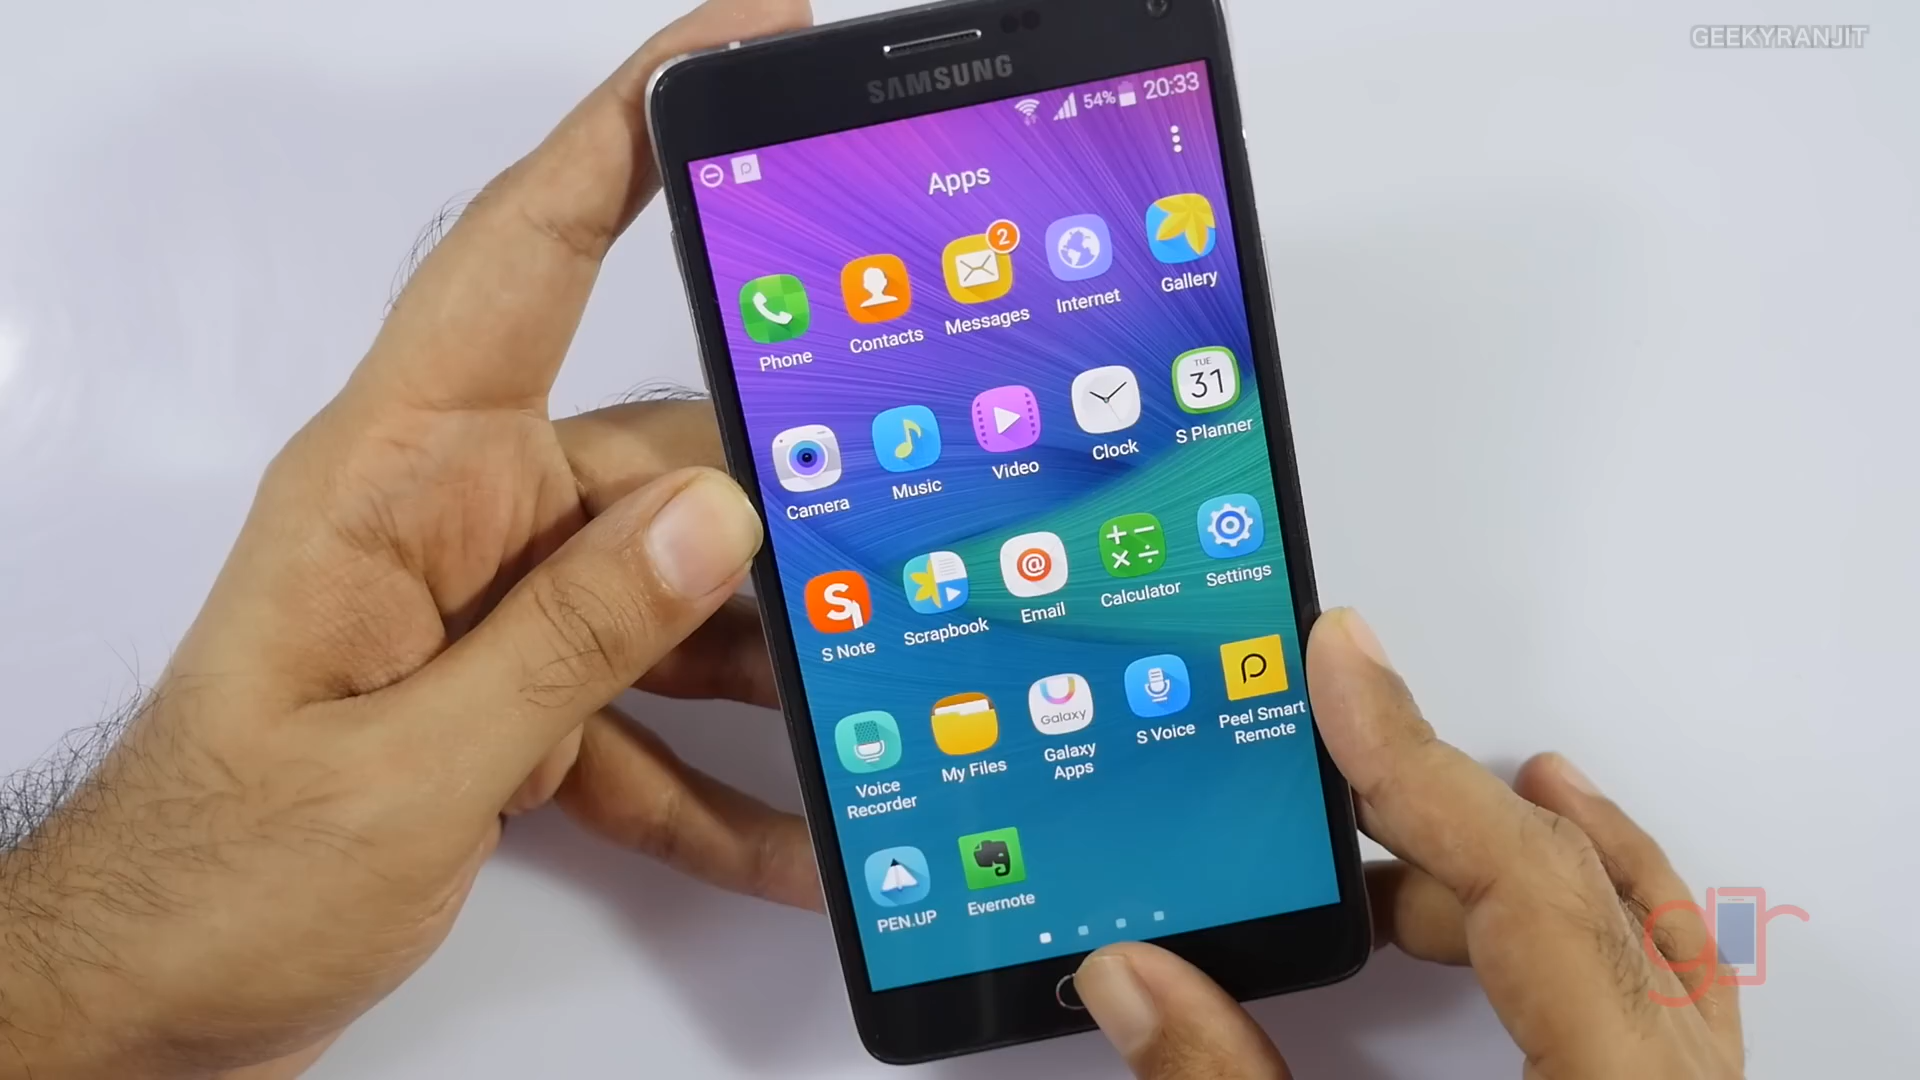 GEEKYRANJIT
SAMSUNG
54% 20:33
Apps
Phone
Contacts
2
Messages
Internet
Gallery
Camera
Music
Video
Clock
TUE
31
S Planner
S
S Note
Scrapbook
@
Email
Calculator
Settings
Voice
Recorder
My Files
Galaxy
Galaxy
Apps
S Voice
Peel Smart
Remote
PEN.UP
Evernote
gr